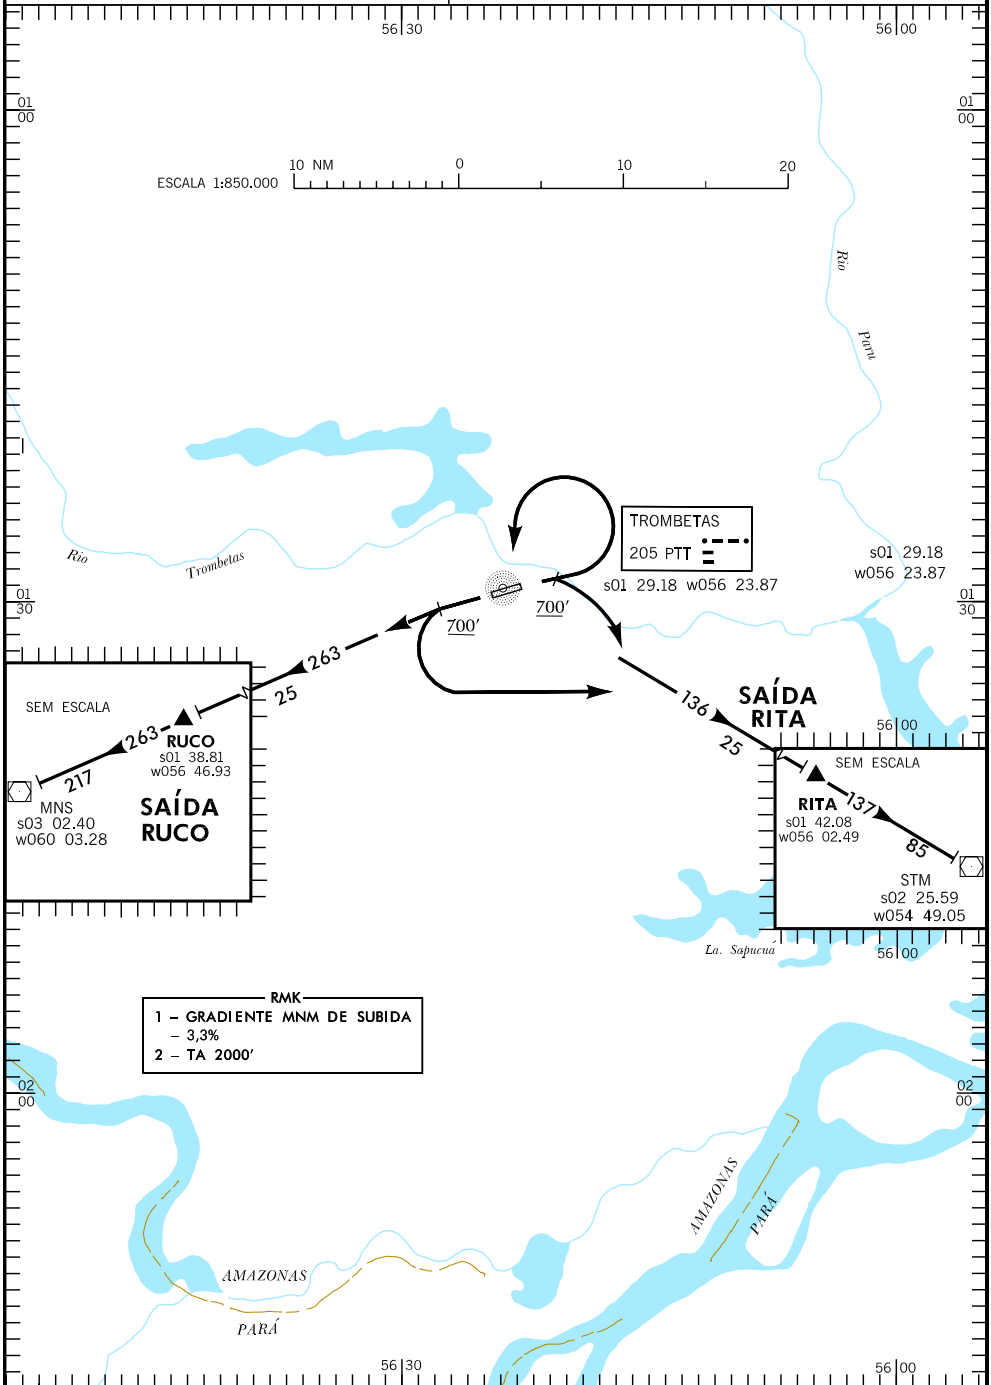 56 30
56 00
01
00
01
00
10 NM
0
10
20
ESCALA 1:850.000
Rio
Paru
Rio
Trombetas
TROMBETAS
205 PTT
s01 29.18 w056 23.87
s01 29.18
w056 23.87
01
30
01
30
700'
700'
263
25
SEM ESCALA
263
217
RUCO
s01 38.81
w056 46.93
MNS
s03 02.40
w060 03.28
SAÍDA
RUCO
136
25
SAÍDA
RITA
56 00
SEM ESCALA
RITA
s01 42.08
w056 02.49
137
85
STM
s02 25.59
w054 49.05
La. Sapucuá
56 00
RMK
1 – GRADIENTE MNM DE SUBIDA
– 3,3%
2 – TA 2000'
02
00
02
00
AMAZONAS
PARÁ
AMAZONAS
PARÁ
56 30
56 00